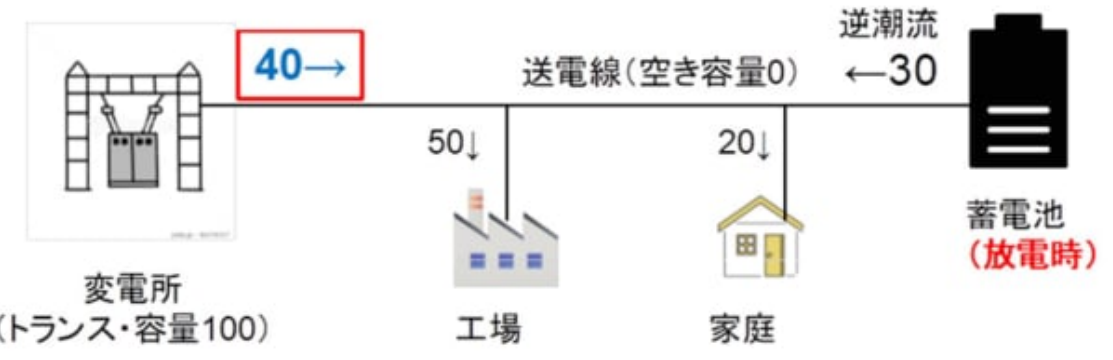 逆潮流
40→
送電線(空き容量0)
←30
50↓
20↓
変電所
(トランス・容量100)
工場
家庭
蓄電池
(放電時)